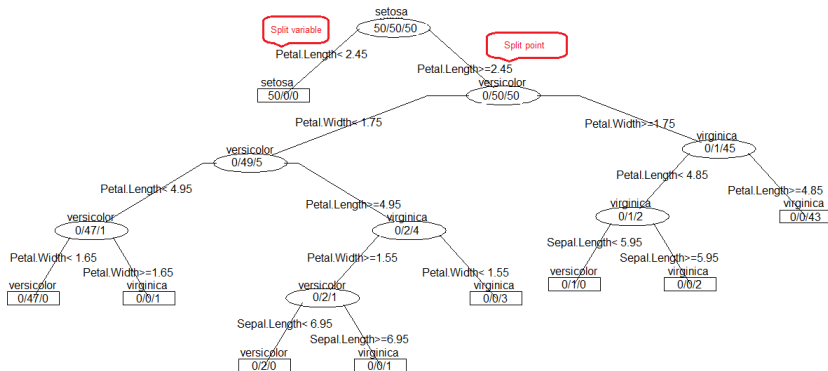 setosa
50/50/50
Split variable
Split point
Petal.Length< 2.45
Petal.Length>=2.45
setosa
50/0/0
versicolor
0/50/50
Petal.Width< 1.75
Petal.Width>=1.75
versicolor
0/49/5
virginica
0/1/45
Petal.Length< 4.95
Petal.Length>=4.95
Petal.Length< 4.85
Petal.Length>=4.85
versicolor
0/47/1
virginica
0/2/4
virginica
0/1/2
virginica
0/0/43
Petal.Width< 1.65
Petal.Width>=1.65
Petal.Width>=1.55
Petal.Width< 1.55
Sepal.Length< 5.95
Sepal.Length>=5.95
versicolor
0/47/0
virginica
0/0/1
versicolor
0/2/1
virginica
0/0/3
versicolor
0/1/0
virginica
0/0/2
Sepal.Length< 6.95
Sepal.Length>=6.95
versicolor
0/2/0
virginica
0/0/1